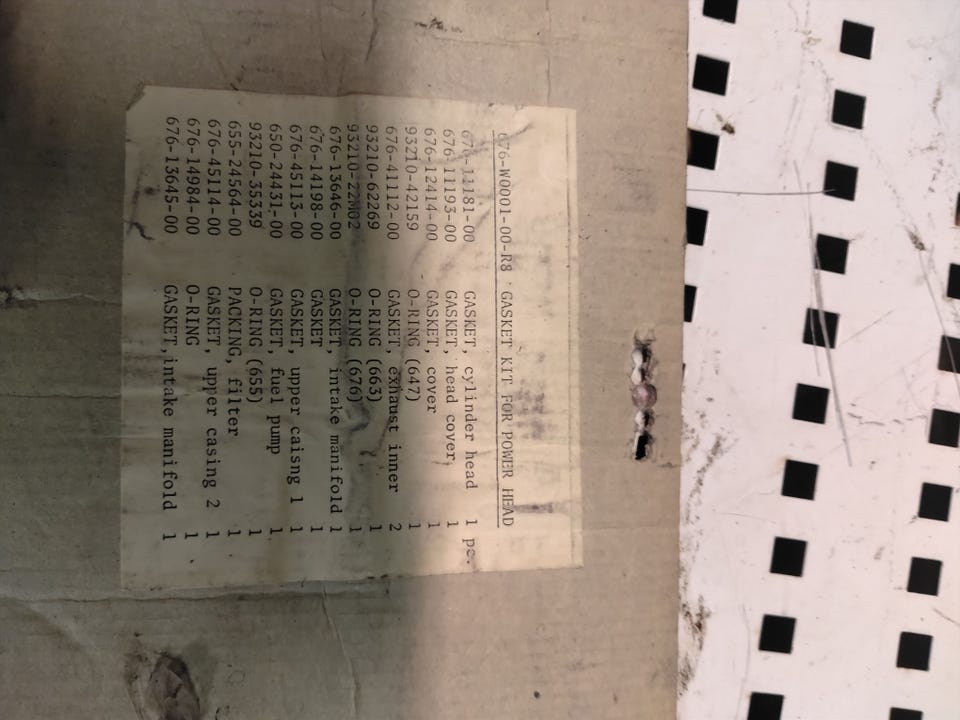 676-W0001-00-R8 GASKET KIT FOR POWER HEAD
676-11181-00 GASKET, cylinder head 1 pc.
676-11193-00 GASKET, head cover 1
676-12414-00 GASKET, cover 1
93210-42159 O-RING (647) 1
676-41112-00 GASKET, exhaust inner 2
93210-62269 O-RING (663) 1
93210-22M02 O-RING (676) 1
676-13646-00 GASKET, intake manifold 1
676-14198-00 GASKET 1
676-45113-00 GASKET, upper caisng 1 1
650-24431-00 GASKET, fuel pump 1
93210-35339 O-RING (655) 1
655-24564-00 PACKING, filter 1
676-45114-00 GASKET, upper casing 2 1
676-14984-00 O-RING 1
676-13645-00 GASKET, intake manifold 1